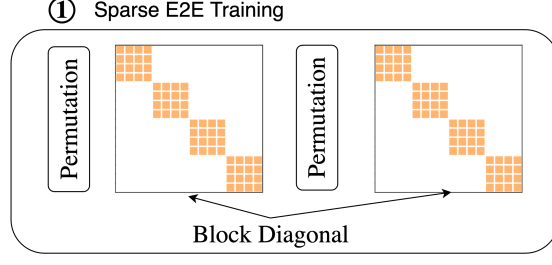 ① Sparse E2E Training
Permutation
Permutation
Block Diagonal